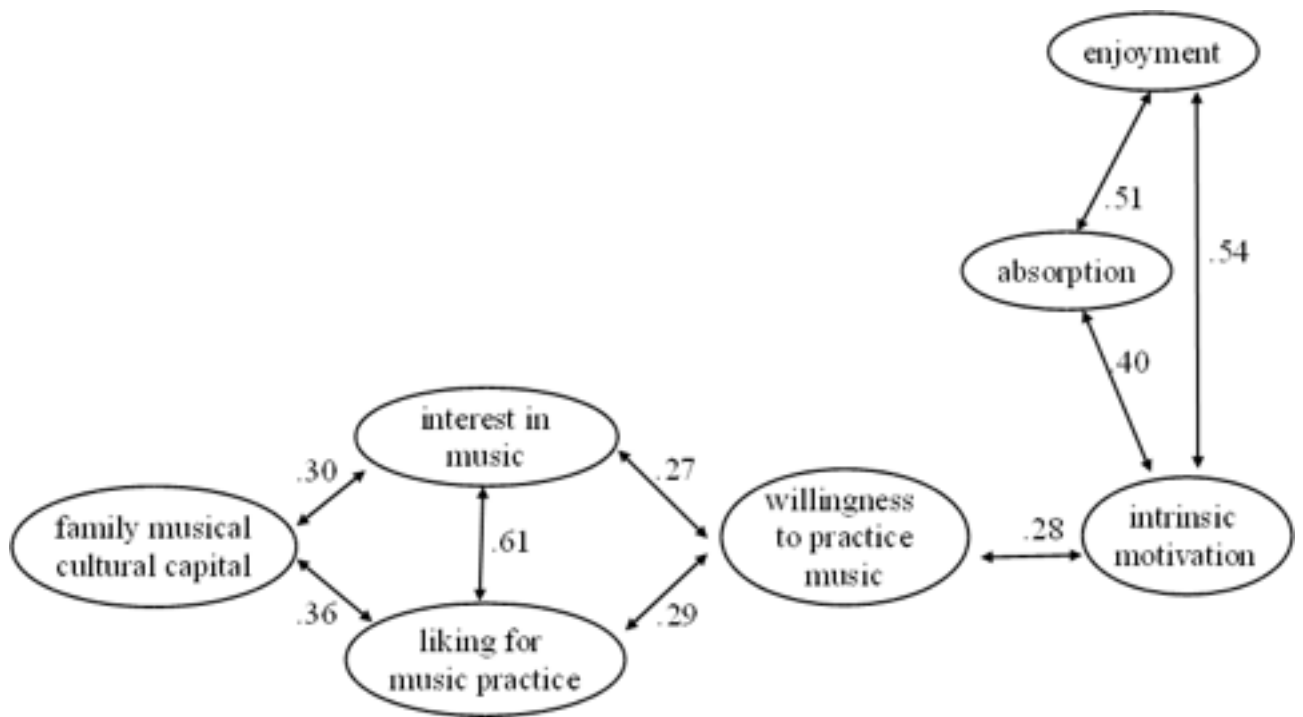 enjoyment
.51
.54
absorption
.40
interest in
music
.30
.27
family musical
cultural capital
.61
willingness
to practice
music
.28
intrinsic
motivation
.36
.29
liking for
music practice